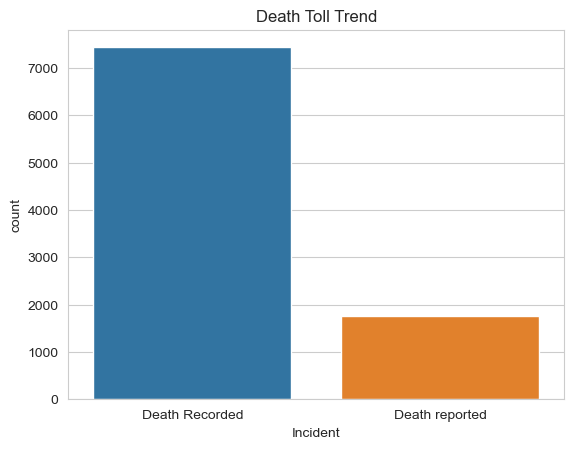 Death Toll Trend
count
7000
6000
5000
4000
3000
2000
1000
0
Death Recorded
Death reported
Incident